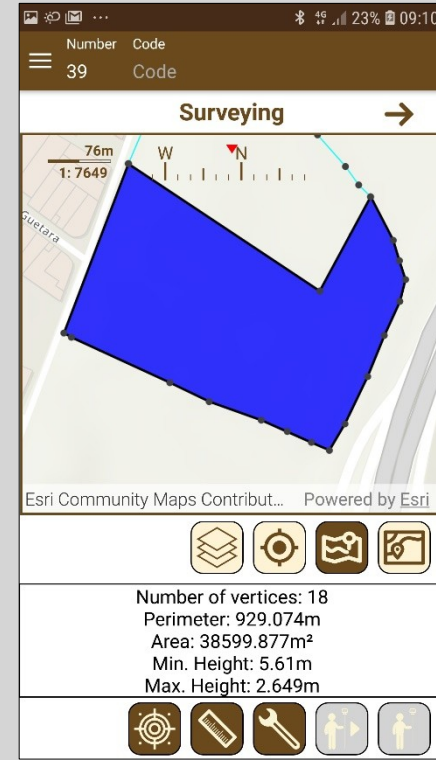 ... 4G 23% 09:10
Number Code
39 Code
Surveying
76m
1: 7649
W N
Guetara
Esri Community Maps Contribut... Powered by Esri
Number of vertices: 18
Perimeter: 929.074m
Area: 38599.877m²
Min. Height: 5.61m
Max. Height: 2.649m